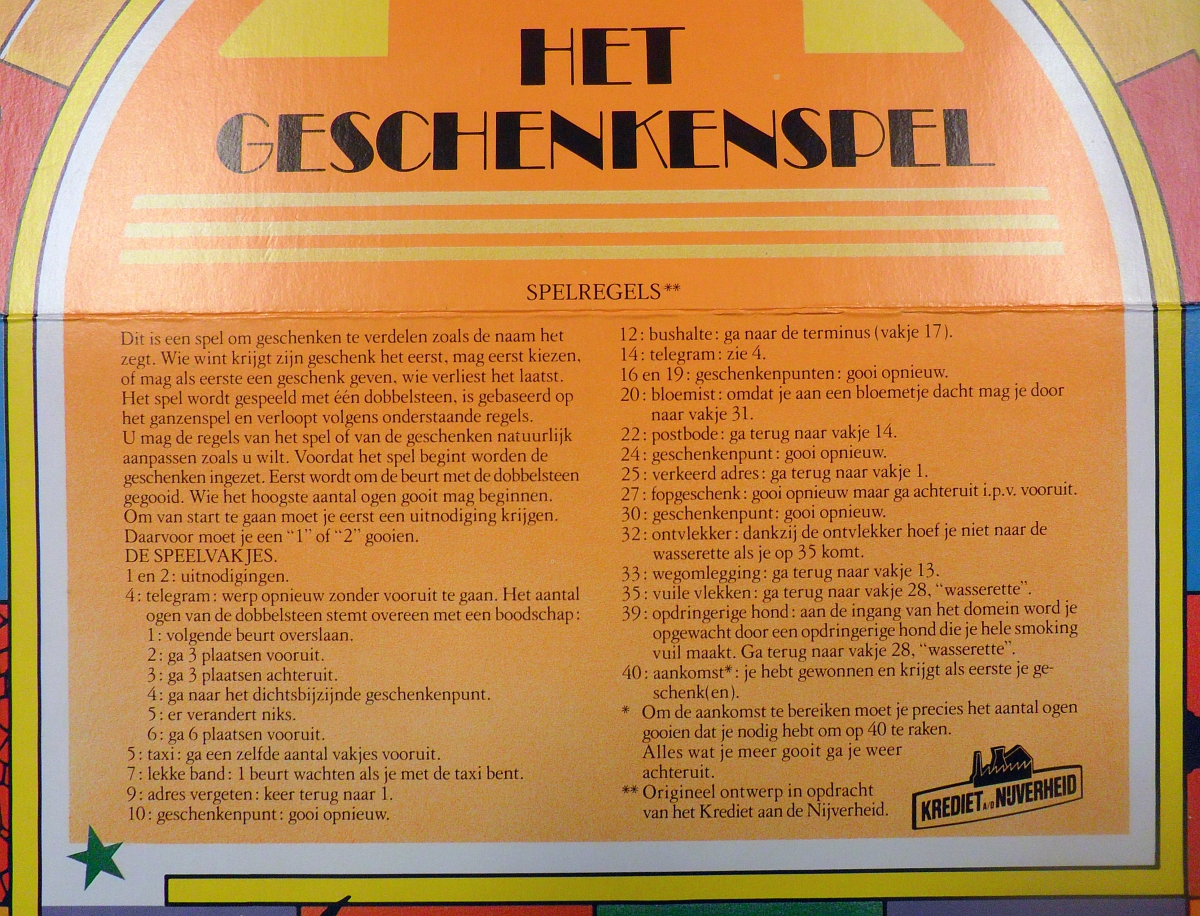 HET
GESCHENKENSPEL
SPELREGELS**
Dit is een spel om geschenken te verdelen zoals de naam het
zegt. Wie wint krijgt zijn geschenk het eerst, mag eerst kiezen,
of mag als eerste een geschenk geven, wie verliest het laatst.
Het spel wordt gespeeld met één dobbelsteen, is gebaseerd op
het ganzenspel en verloopt volgens onderstaande regels.
U mag de regels van het spel of van de geschenken natuurlijk
aanpassen zoals u wilt. Voordat het spel begint worden de
geschenken ingezet. Eerst wordt om de beurt met de dobbelsteen
gegooid. Wie het hoogste aantal ogen gooit mag beginnen.
Om van start te gaan moet je eerst een uitnodiging krijgen.
Daarvoor moet je een “1” of “2” gooien.
DE SPEELVAKJES.
1 en 2: uitnodigingen.
4: telegram: werp opnieuw zonder vooruit te gaan. Het aantal
ogen van de dobbelsteen stemt overeen met een boodschap:
1: volgende beurt overslaan.
2: ga 3 plaatsen vooruit.
3: ga 3 plaatsen achteruit.
4: ga naar het dichtsbijzijnde geschenkenpunt.
5: er verandert niks.
6: ga 6 plaatsen vooruit.
5: taxi: ga een zelfde aantal vakjes vooruit.
7: lekke band: 1 beurt wachten als je met de taxi bent.
9: adres vergeten: keer terug naar 1.
10: geschenkenpunt: gooi opnieuw.
12: bushalte: ga naar de terminus (vakje 17).
14: telegram: zie 4.
16 en 19: geschenkenpunten: gooi opnieuw.
20: bloemist: omdat je aan een bloemetje dacht mag je door
naar vakje 31.
22: postbode: ga terug naar vakje 14.
24: geschenkenpunt: gooi opnieuw.
25: verkeerd adres: ga terug naar vakje 1.
27: fopgeschenk: gooi opnieuw maar ga achteruit i.p.v. vooruit.
30: geschenkenpunt: gooi opnieuw.
32: ontvlekker: dankzij de ontvlekker hoef je niet naar de
wasserette als je op 35 komt.
33: wegomlegging: ga terug naar vakje 13.
35: vuile vlekken: ga terug naar vakje 28, “wasserette”.
39: opdringerige hond: aan de ingang van het domein word je
opgewacht door een opdringerige hond die je hele smoking
vuil maakt. Ga terug naar vakje 28, “wasserette”.
40: aankomst*: je hebt gewonnen en krijgt als eerste je ge-
schenk(en).
* Om de aankomst te bereiken moet je precies het aantal ogen
gooien dat je nodig hebt om op 40 te raken.
Alles wat je meer gooit ga je weer
achteruit.
** Origineel ontwerp in opdracht
van het Krediet aan de Nijverheid.
KREDIET A/D NIJVERHEID